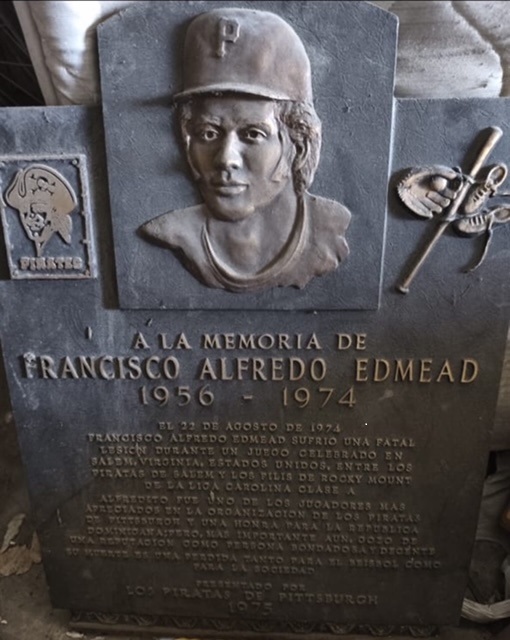 P
PIRATES
A LA MEMORIA DE
FRANCISCO ALFREDO EDMEAD
1956 - 1974
EL 22 DE AGOSTO DE 1974
FRANCISCO ALFREDO EDMEAD SUFRIO UNA FATAL
LESION DURANTE UN JUEGO CELEBRADO EN
SALEM, VIRGINIA, ESTADOS UNIDOS, ENTRE LOS
PIRATAS DE SALEM Y LOS FILIS DE ROCKY MOUNT
DE LA LIGA CAROLINA CLASE A
ALFREDITO FUE UNO DE LOS JUGADORES MAS
APRECIADOS EN LA ORGANIZACION DE LOS PIRATAS
DE PITTSBURGH Y UNA HONRA PARA LA REPUBLICA
DOMINICANA. PERO, MAS IMPORTANTE AUN, GOZO DE
UNA REPUTACION COMO PERSONA BONDADOSA Y DECENTE
SU MUERTE ES UNA PERDIDA TANTO PARA EL BEISBOL COMO
PARA LA SOCIEDAD
PRESENTADO POR
LOS PIRATAS DE PITTSBURGH
1975